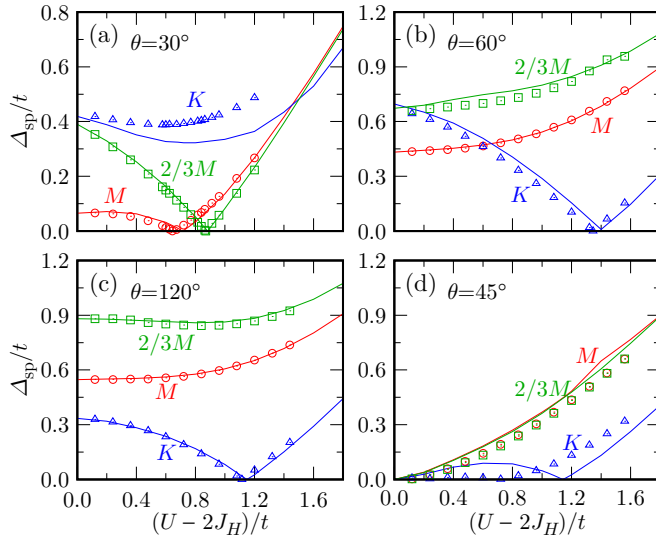 (a) θ=30°
K
2/3M
M
Δsp/t
0.8
0.6
0.4
0.2
0.0
(b) θ=60°
2/3M
M
K
1.2
0.9
0.6
0.3
0.0
(c) θ=120°
2/3M
M
K
Δsp/t
1.2
0.9
0.6
0.3
0.0
0.0 0.4 0.8 1.2 1.6
(U − 2J_H)/t
(d) θ=45°
M
2/3M
K
1.2
0.9
0.6
0.3
0.0
0.0 0.4 0.8 1.2 1.6
(U − 2J_H)/t